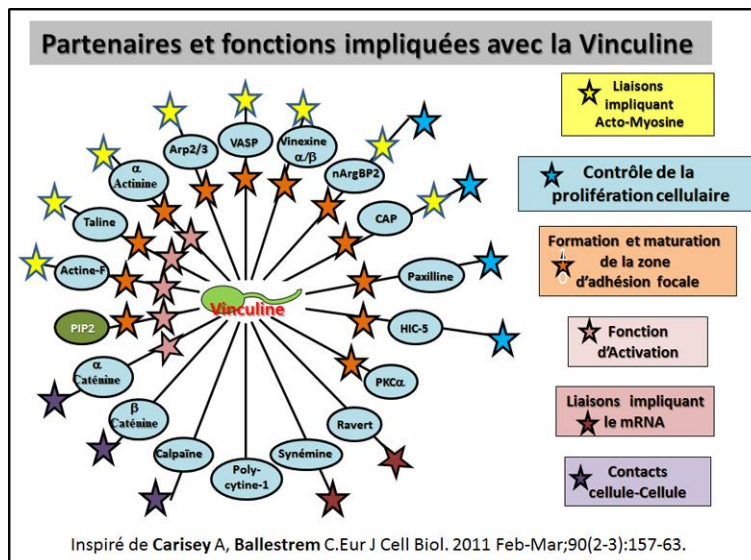 Partenaires et fonctions impliquées avec la Vinculine
Arp2/3
VASP
Vinexine
α/β
nArgBP2
CAP
Paxilline
HIC-5
PKCα
Ravert
Synémine
Poly-
cytine-1
Calpaïne
β
Caténine
α
Caténine
PIP2
Actine-F
Taline
α
Actinine
Vinculine
Liaisons
impliquant
Acto-Myosine
Contrôle de la
prolifération cellulaire
Formation et maturation
de la zone
d'adhésion focale
Fonction
d'Activation
Liaisons impliquant
le mRNA
Contacts
cellule-Cellule
Inspiré de Carisey A, Ballestrem C.Eur J Cell Biol. 2011 Feb-Mar;90(2-3):157-63.